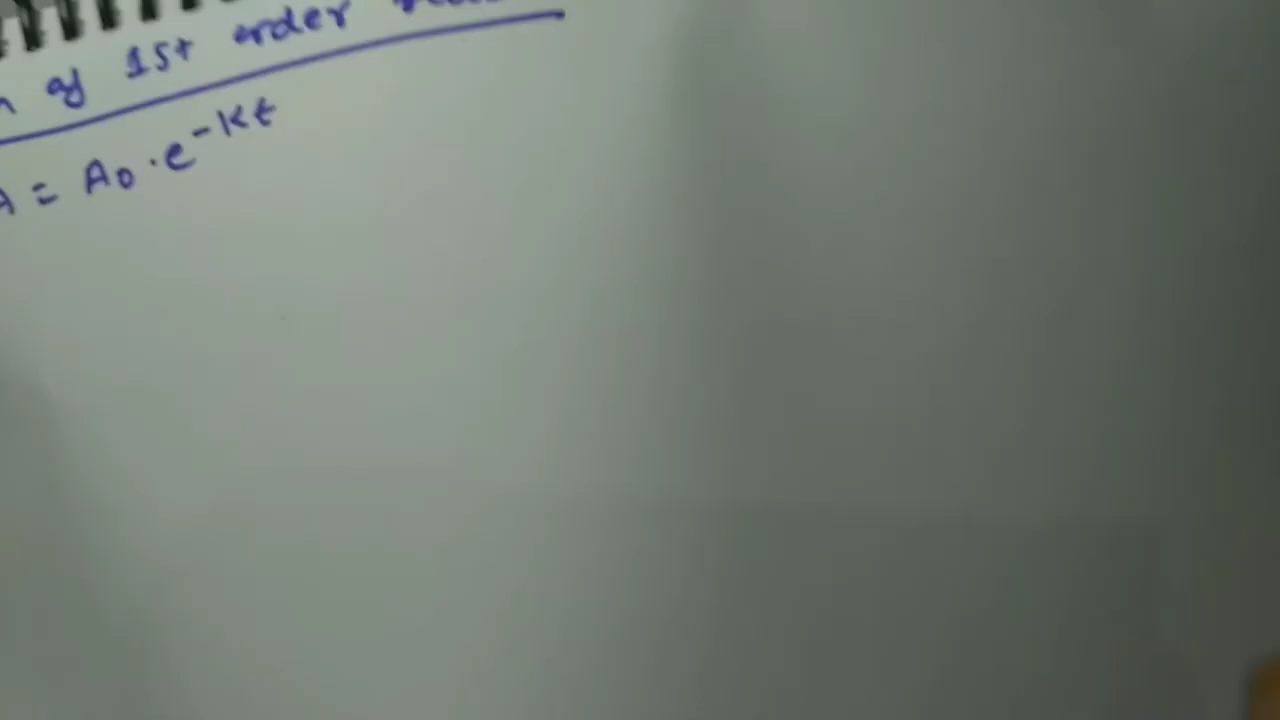 of 1st order
A = A0 · e^-Kt